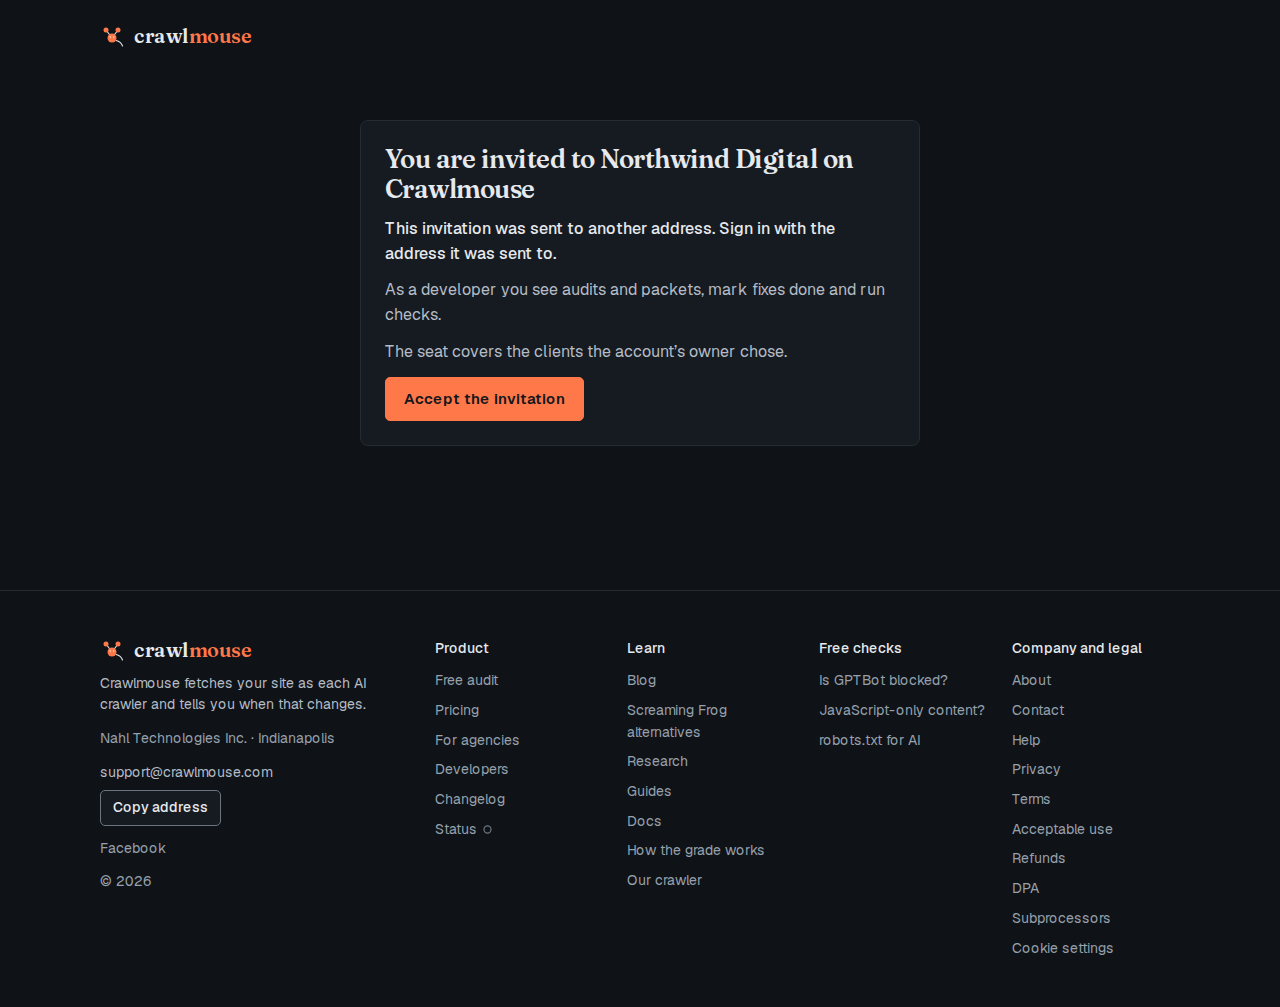 crawlmouse
You are invited to Northwind Digital on
Crawlmouse
This invitation was sent to another address. Sign in with the
address it was sent to.
As a developer you see audits and packets, mark fixes done and run
checks.
The seat covers the clients the account’s owner chose.
Accept the invitation
crawlmouse
Crawlmouse fetches your site as each AI
crawler and tells you when that changes.
Nahl Technologies Inc. · Indianapolis
support@crawlmouse.com
Copy address
Facebook
© 2026
Product
Free audit
Pricing
For agencies
Developers
Changelog
Status
Learn
Blog
Screaming Frog
alternatives
Research
Guides
Docs
How the grade works
Our crawler
Free checks
Is GPTBot blocked?
JavaScript-only content?
robots.txt for AI
Company and legal
About
Contact
Help
Privacy
Terms
Acceptable use
Refunds
DPA
Subprocessors
Cookie settings